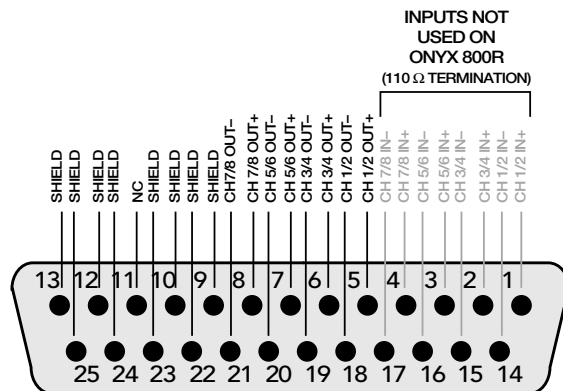 INPUTS NOT
USED ON
ONYX 800R
(110 Ω TERMINATION)
SHIELD
SHIELD
SHIELD
SHIELD
NC
SHIELD
SHIELD
SHIELD
SHIELD
CH7/8 OUT–
CH 7/8 OUT+
CH 5/6 OUT–
CH 5/6 OUT+
CH 3/4 OUT–
CH 3/4 OUT+
CH 1/2 OUT–
CH 1/2 OUT+
CH 7/8 IN–
CH 7/8 IN+
CH 5/6 IN–
CH 5/6 IN+
CH 3/4 IN–
CH 3/4 IN+
CH 1/2 IN–
CH 1/2 IN+
13 12 11 10 9 8 7 6 5 4 3 2 1
25 24 23 22 21 20 19 18 17 16 15 14